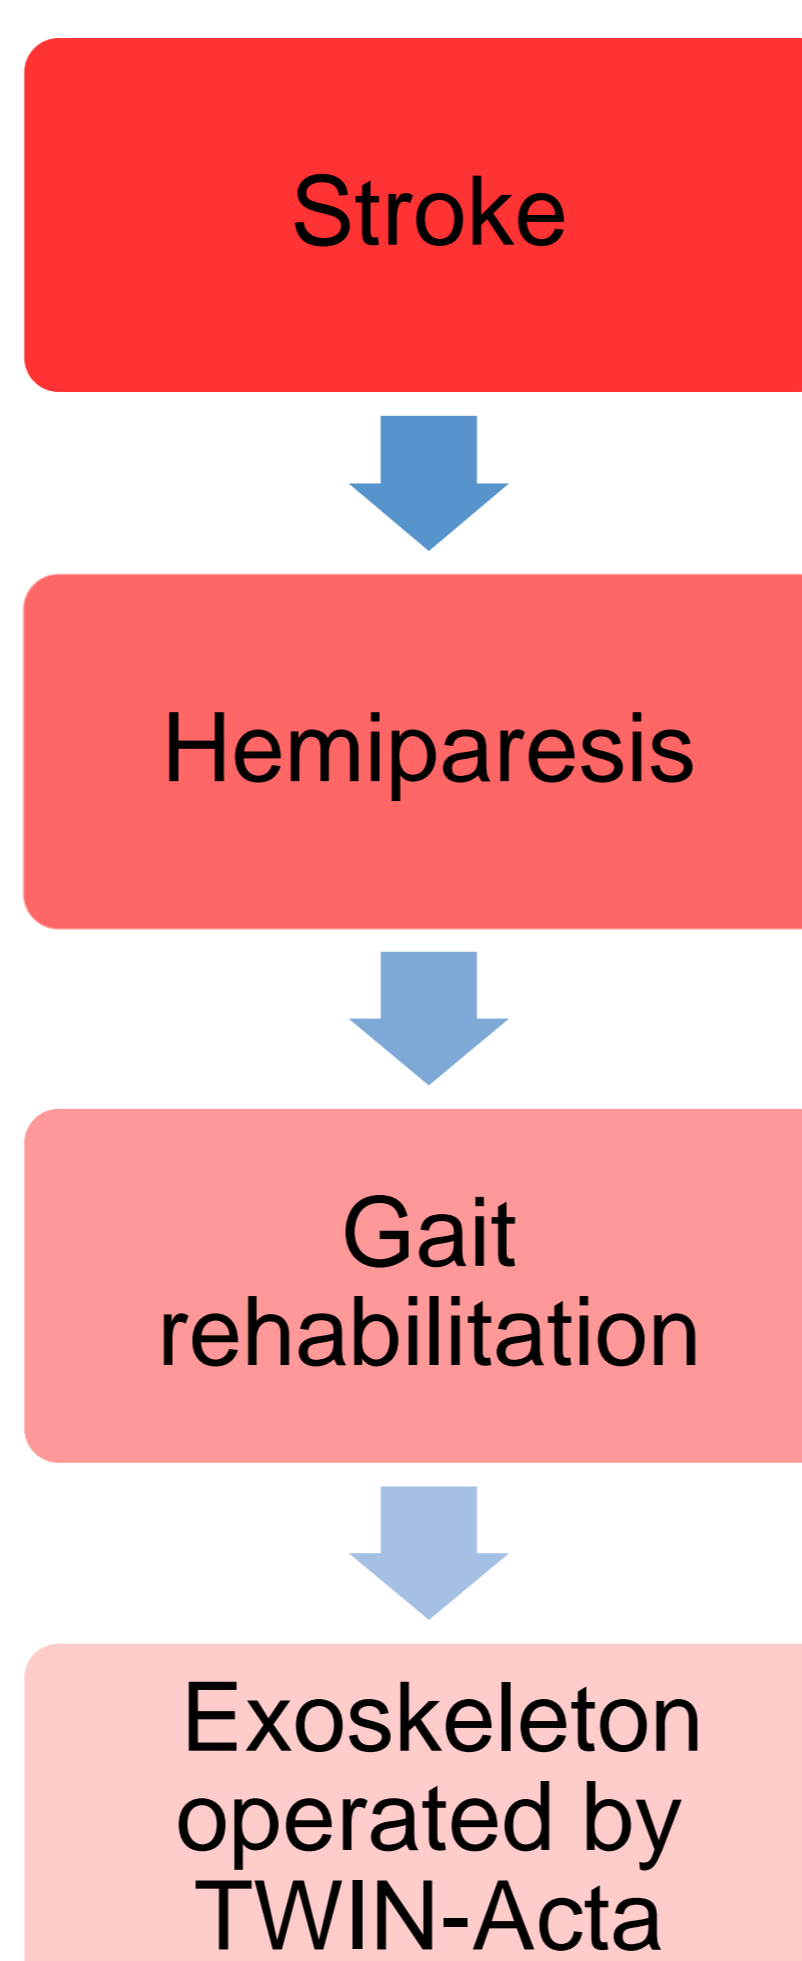 Stroke
Hemiparesis
Gait
rehabilitation
Exoskeleton
operated by
TWIN-Acta